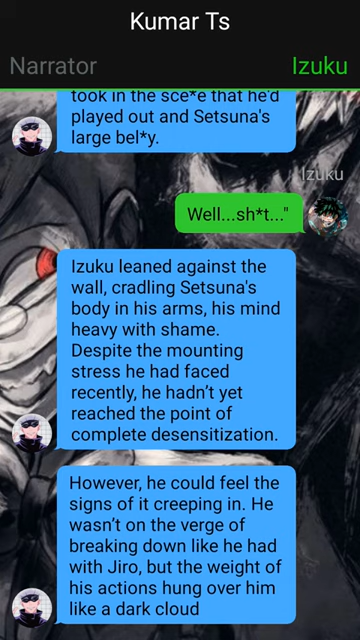 Kumar Ts
Narrator
Izuku
took in the sce*e that he'd
played out and Setsuna's
large bel*y.
Izuku
Well...sh*t..."
Izuku leaned against the
wall, cradling Setsuna's
body in his arms, his mind
heavy with shame.
Despite the mounting
stress he had faced
recently, he hadn't yet
reached the point of
complete desensitization.
However, he could feel the
signs of it creeping in. He
wasn't on the verge of
breaking down like he had
with Jiro, but the weight of
his actions hung over him
like a dark cloud